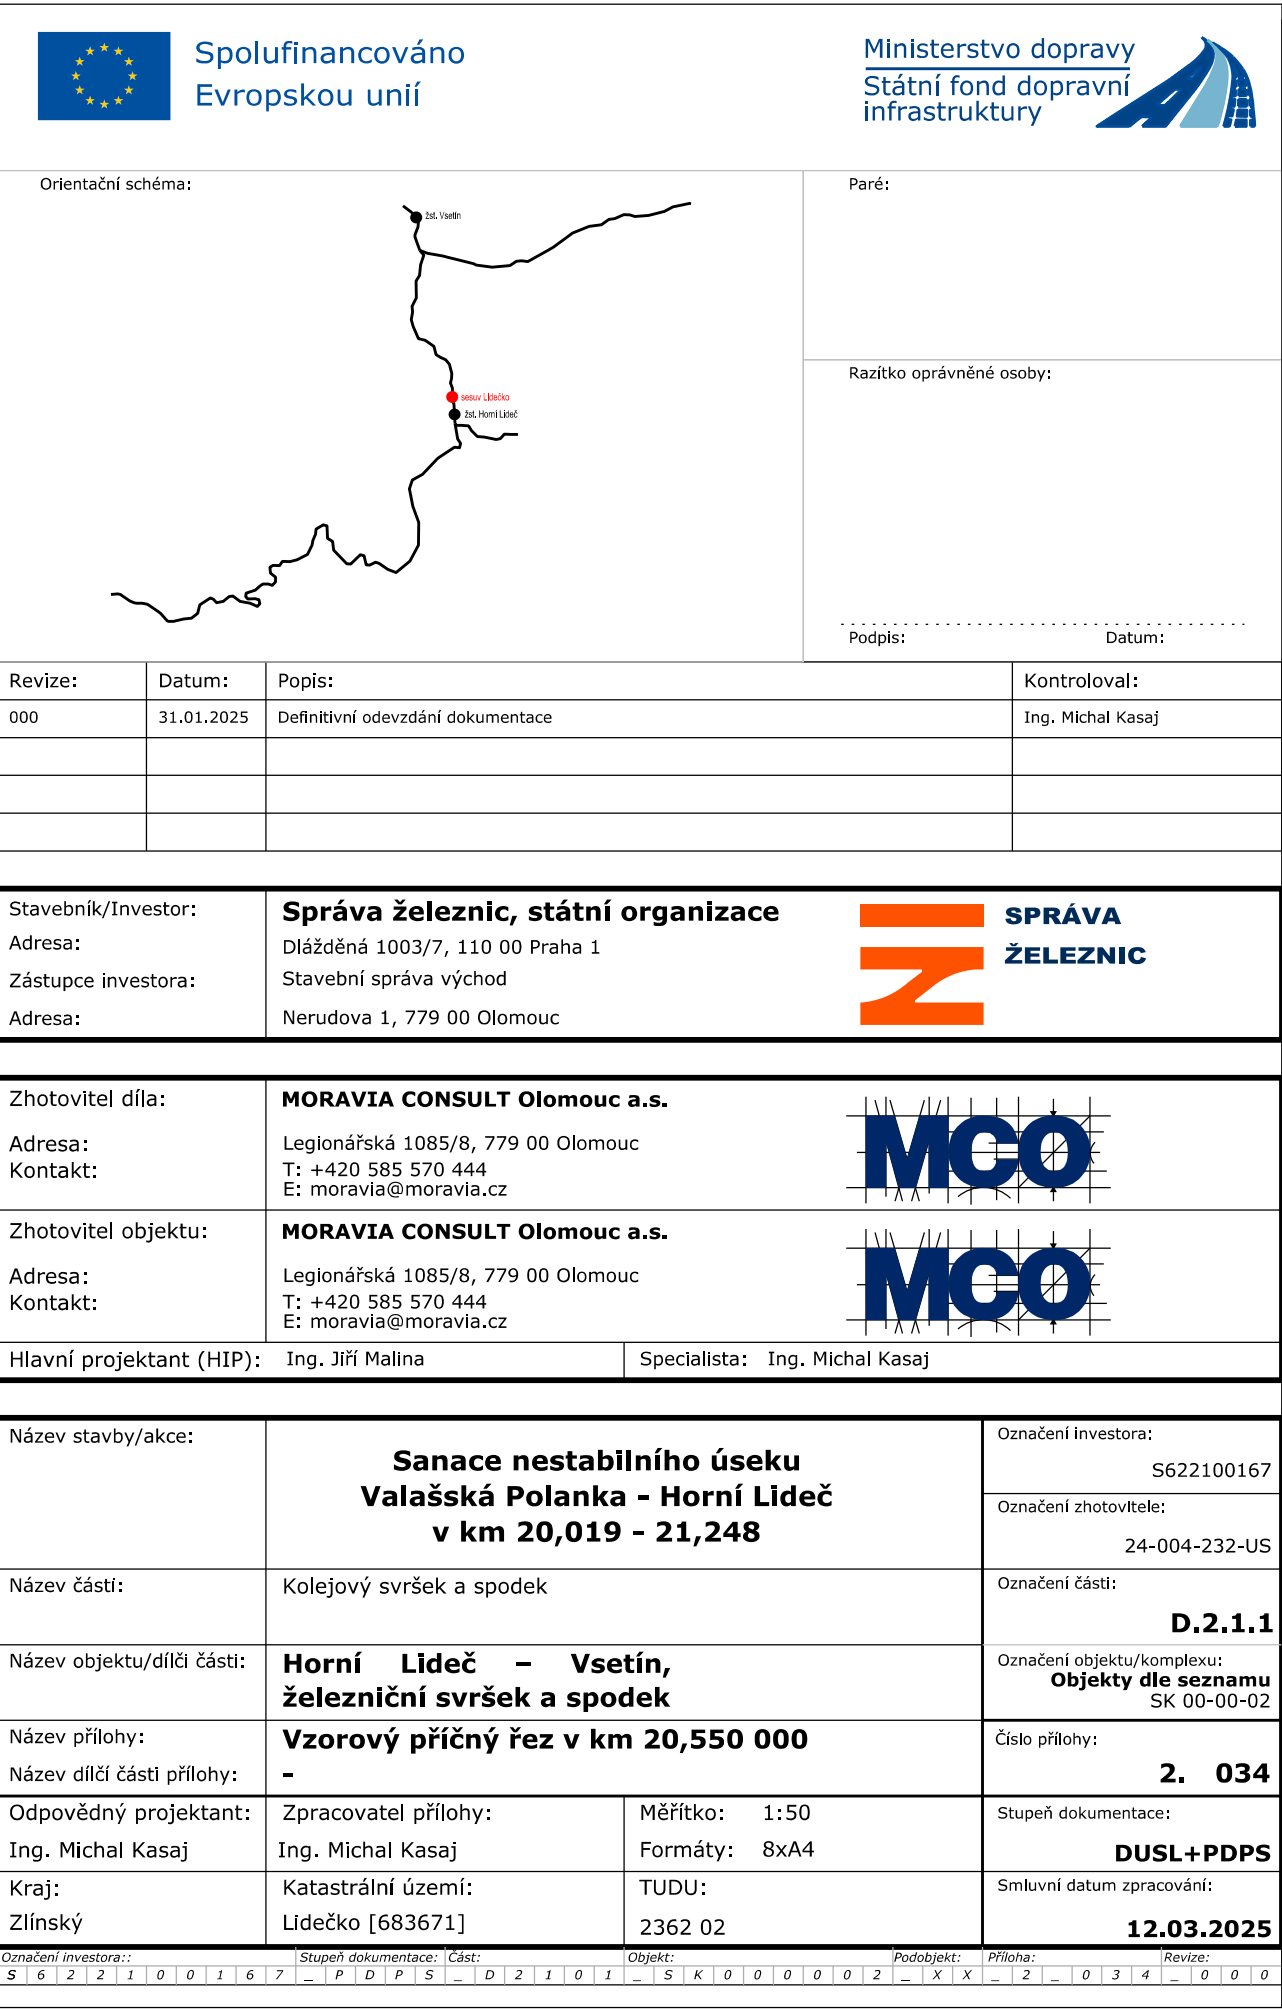 Spolufinancováno
Evropskou unií
Ministerstvo dopravy
Státní fond dopravní
infrastruktury
Orientační schéma:
žst. Vsetín
sesuv Lidečko
žst. Horní Lideč
Paré:
Razítko oprávněné osoby:
Podpis: Datum:
Revize: Datum: Popis: Kontroloval:
000 31.01.2025 Definitivní odevzdání dokumentace Ing. Michal Kasaj
Stavebník/Investor: Správa železnic, státní organizace
Adresa: Dlážděná 1003/7, 110 00 Praha 1
Zástupce investora: Stavební správa východ
Adresa: Nerudova 1, 779 00 Olomouc
SPRÁVA
ŽELEZNIC
Zhotovitel díla: MORAVIA CONSULT Olomouc a.s.
Adresa: Legionářská 1085/8, 779 00 Olomouc
Kontakt: T: +420 585 570 444
E: moravia@moravia.cz
MCO
Zhotovitel objektu: MORAVIA CONSULT Olomouc a.s.
Adresa: Legionářská 1085/8, 779 00 Olomouc
Kontakt: T: +420 585 570 444
E: moravia@moravia.cz
MCO
Hlavní projektant (HIP): Ing. Jiří Malina Specialista: Ing. Michal Kasaj
Název stavby/akce:
Sanace nestabilního úseku
Valašská Polanka - Horní Lideč
v km 20,019 - 21,248
Označení investora:
S622100167
Označení zhotovitele:
24-004-232-US
Název části: Kolejový svršek a spodek
Označení části:
D.2.1.1
Název objektu/dílči části: Horní Lideč – Vsetín,
železniční svršek a spodek
Označení objektu/komplexu:
Objekty dle seznamu
SK 00-00-02
Název přílohy: Vzorový příčný řez v km 20,550 000
Název dílčí části přílohy: -
Číslo přílohy:
2. 034
Odpovědný projektant: Zpracovatel přílohy: Měřítko: 1:50
Ing. Michal Kasaj Ing. Michal Kasaj Formáty: 8xA4
Stupeň dokumentace:
DUSL+PDPS
Kraj: Katastrální území: TUDU:
Zlínský Lidečko [683671] 2362 02
Smluvní datum zpracování:
12.03.2025
Označení investora:: Stupeň dokumentace: Část: Objekt: Podobjekt: Příloha: Revize:
S 6 2 2 1 0 0 1 6 7 _ P D P S _ D 2 1 0 1 _ S K 0 0 0 0 0 2 _ X X _ 2 _ 0 3 4 _ 0 0 0